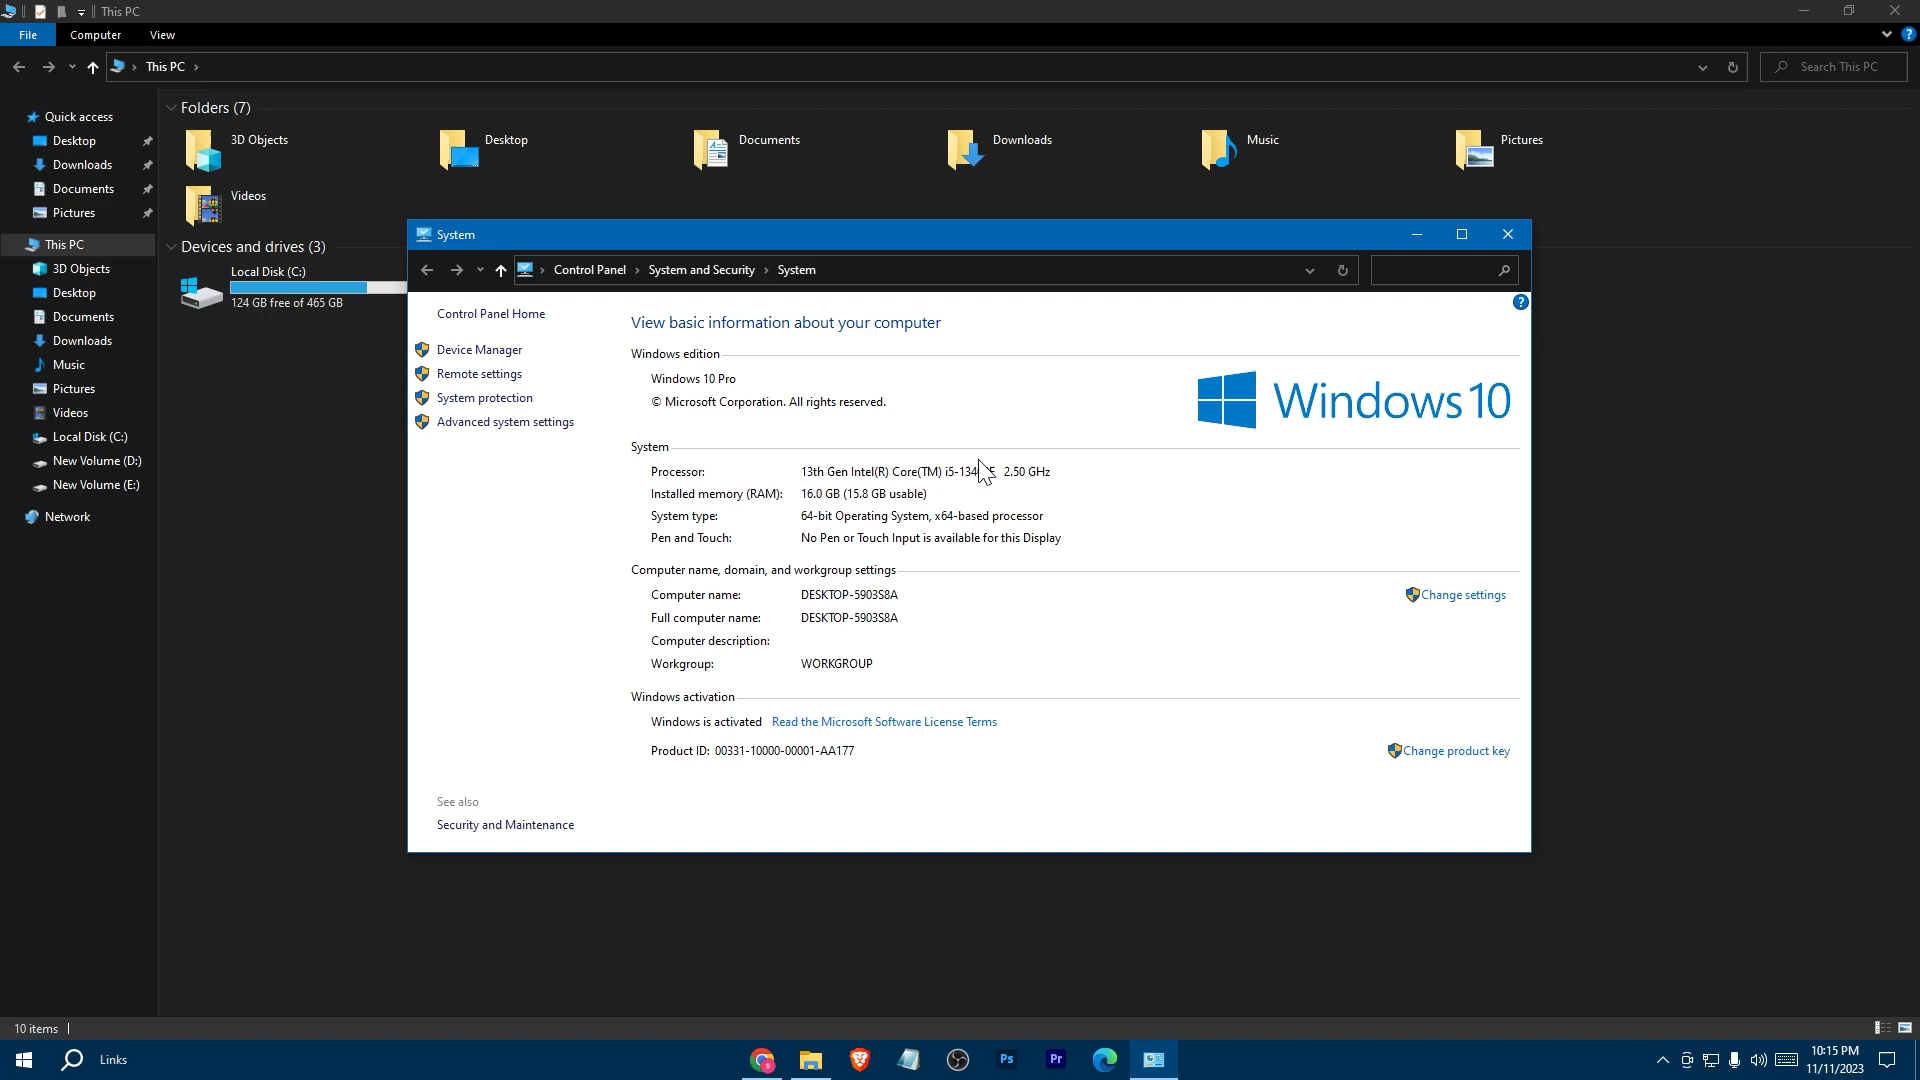 This PC
File Computer View
This PC
Search This PC
Quick access
Desktop
Downloads
Documents
Pictures
This PC
3D Objects
Desktop
Documents
Downloads
Music
Pictures
Videos
Local Disk (C:)
New Volume (D:)
New Volume (E:)
Network
Folders (7)
3D Objects
Desktop
Documents
Downloads
Music
Pictures
Videos
Devices and drives (3)
Local Disk (C:)
124 GB free of 465 GB
System
Control Panel System and Security System
Control Panel Home
Device Manager
Remote settings
System protection
Advanced system settings
See also
Security and Maintenance
View basic information about your computer
Windows edition
Windows 10 Pro
© Microsoft Corporation. All rights reserved.
Windows 10
System
Processor: 13th Gen Intel(R) Core(TM) 2.50 GHz
Installed memory (RAM): 16.0 GB (15.8 GB usable)
System type: 64-bit Operating System, x64-based processor
Pen and Touch: No Pen or Touch Input is available for this Display
Computer name, domain, and workgroup settings
Computer name: DESKTOP-5903S8A
Change settings
Full computer name: DESKTOP-5903S8A
Computer description:
Workgroup: WORKGROUP
Windows activation
Windows is activated Read the Microsoft Software License Terms
Product ID: 00331-10000-00001-AA177
Change product key
10 items
Links
Ps
Pr
10:15 PM
11/11/2023